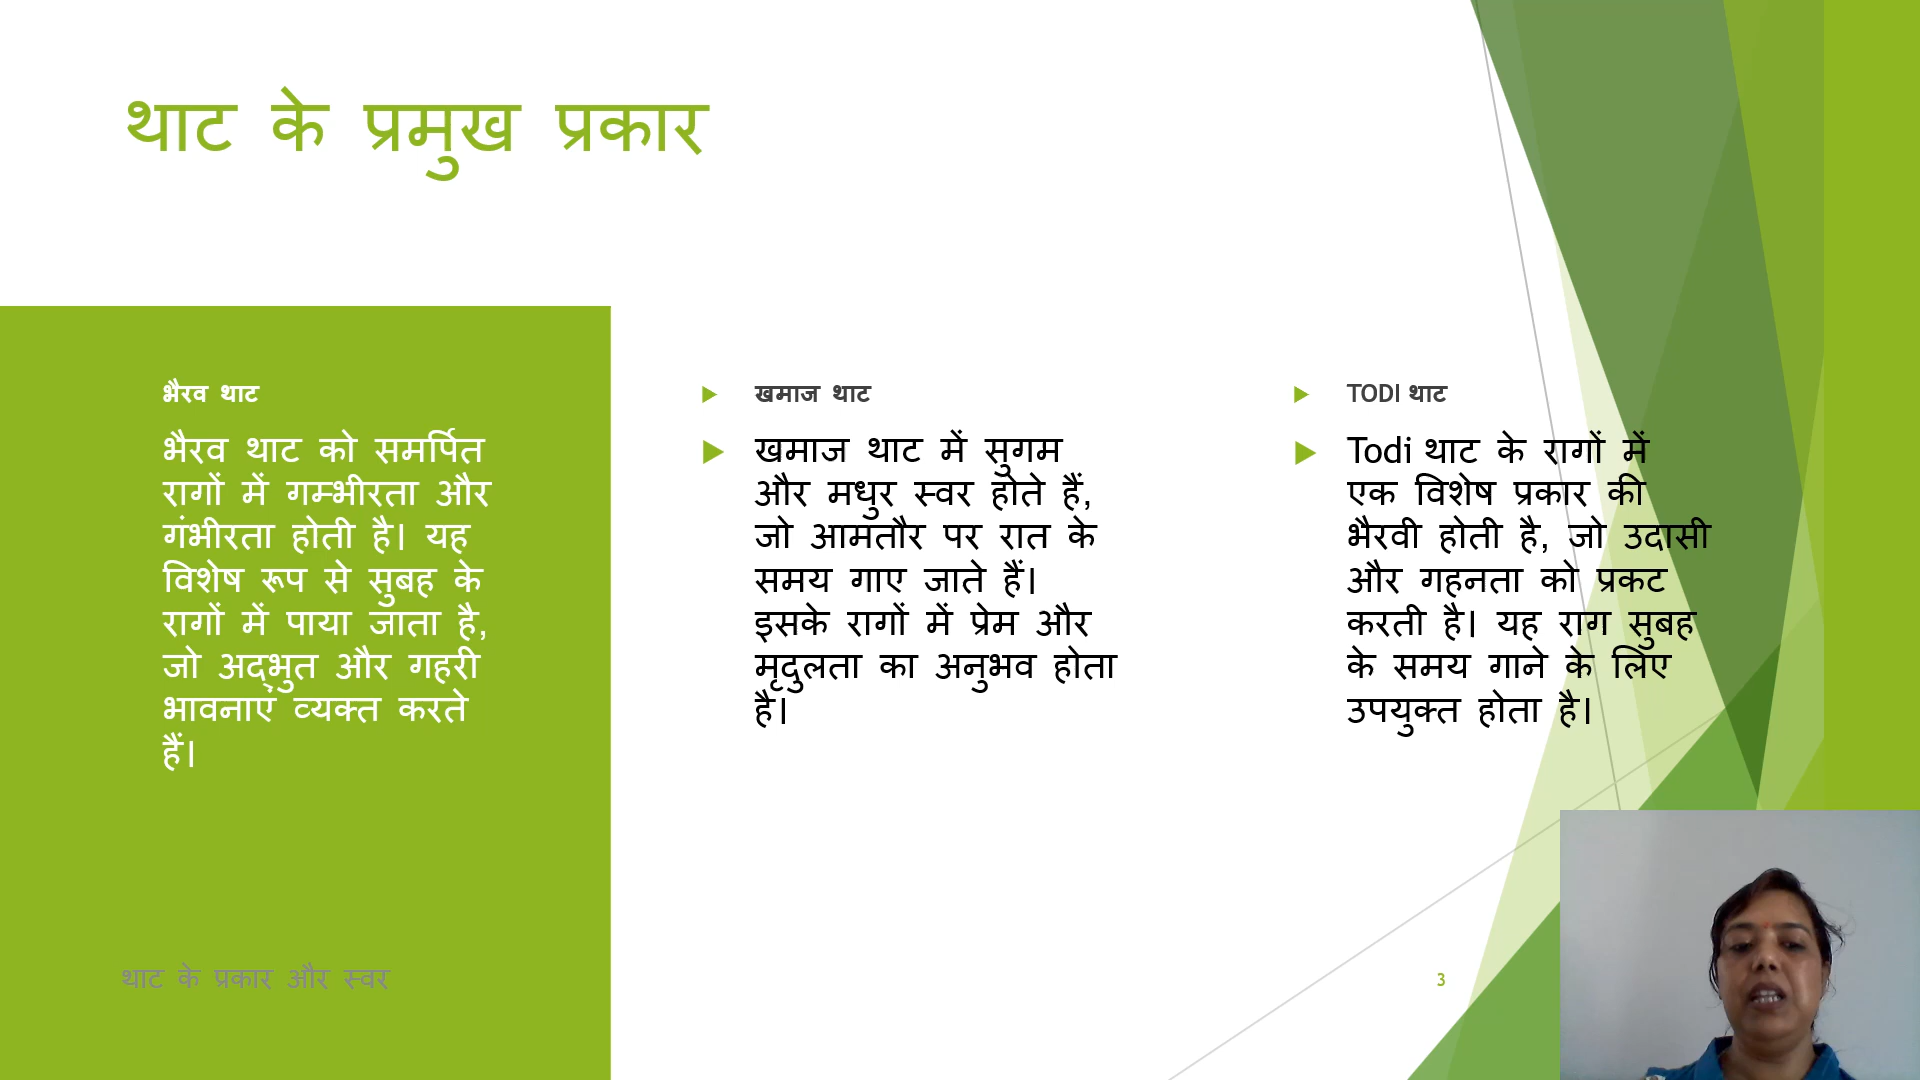 थाट के प्रमुख प्रकार
भैरव थाट
भैरव थाट को समर्पित
रागों में गम्भीरता और
गंभीरता होती है। यह
विशेष रूप से सुबह के
रागों में पाया जाता है,
जो अद्भुत और गहरी
भावनाएं व्यक्त करते
हैं।
खमाज थाट
खमाज थाट में सुगम
और मधुर स्वर होते हैं,
जो आमतौर पर रात के
समय गाए जाते हैं।
इसके रागों में प्रेम और
मृदुलता का अनुभव होता
है।
TODI थाट
Todi थाट के रागों में
एक विशेष प्रकार की
भैरवी होती है, जो उदासी
और गहनता को प्रकट
करती है। यह राग सुबह
के समय गाने के लिए
उपयुक्त होता है।
थाट के प्रकार और स्वर
3